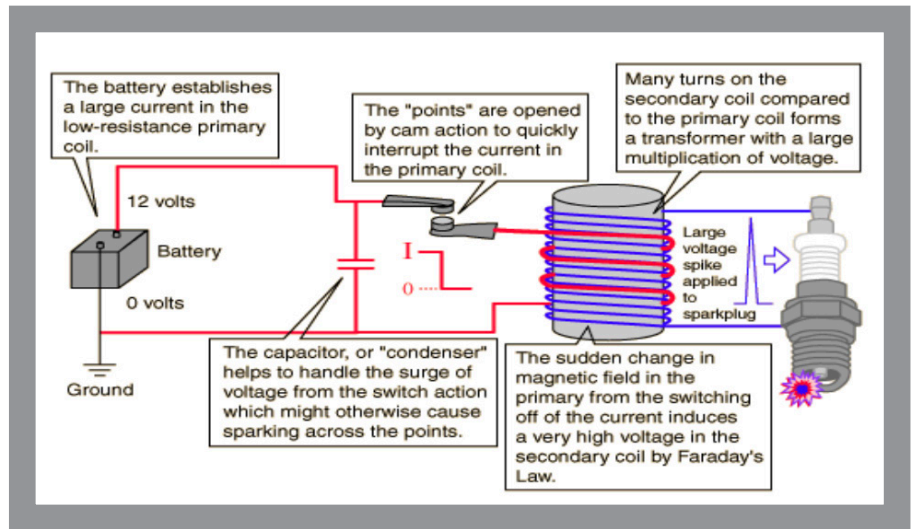 The battery establishes
a large current in the
low-resistance primary
coil.
The "points" are opened
by cam action to quickly
interrupt the current in
the primary coil.
Many turns on the
secondary coil compared
to the primary coil forms
a transformer with a large
multiplication of voltage.
12 volts
Battery
0 volts
Ground
I
0
Large
voltage
spike
applied
to
sparkplug
The capacitor, or "condenser"
helps to handle the surge of
voltage from the switch action
which might otherwise cause
sparking across the points.
The sudden change in
magnetic field in the
primary from the switching
off of the current induces
a very high voltage in the
secondary coil by Faraday's
Law.